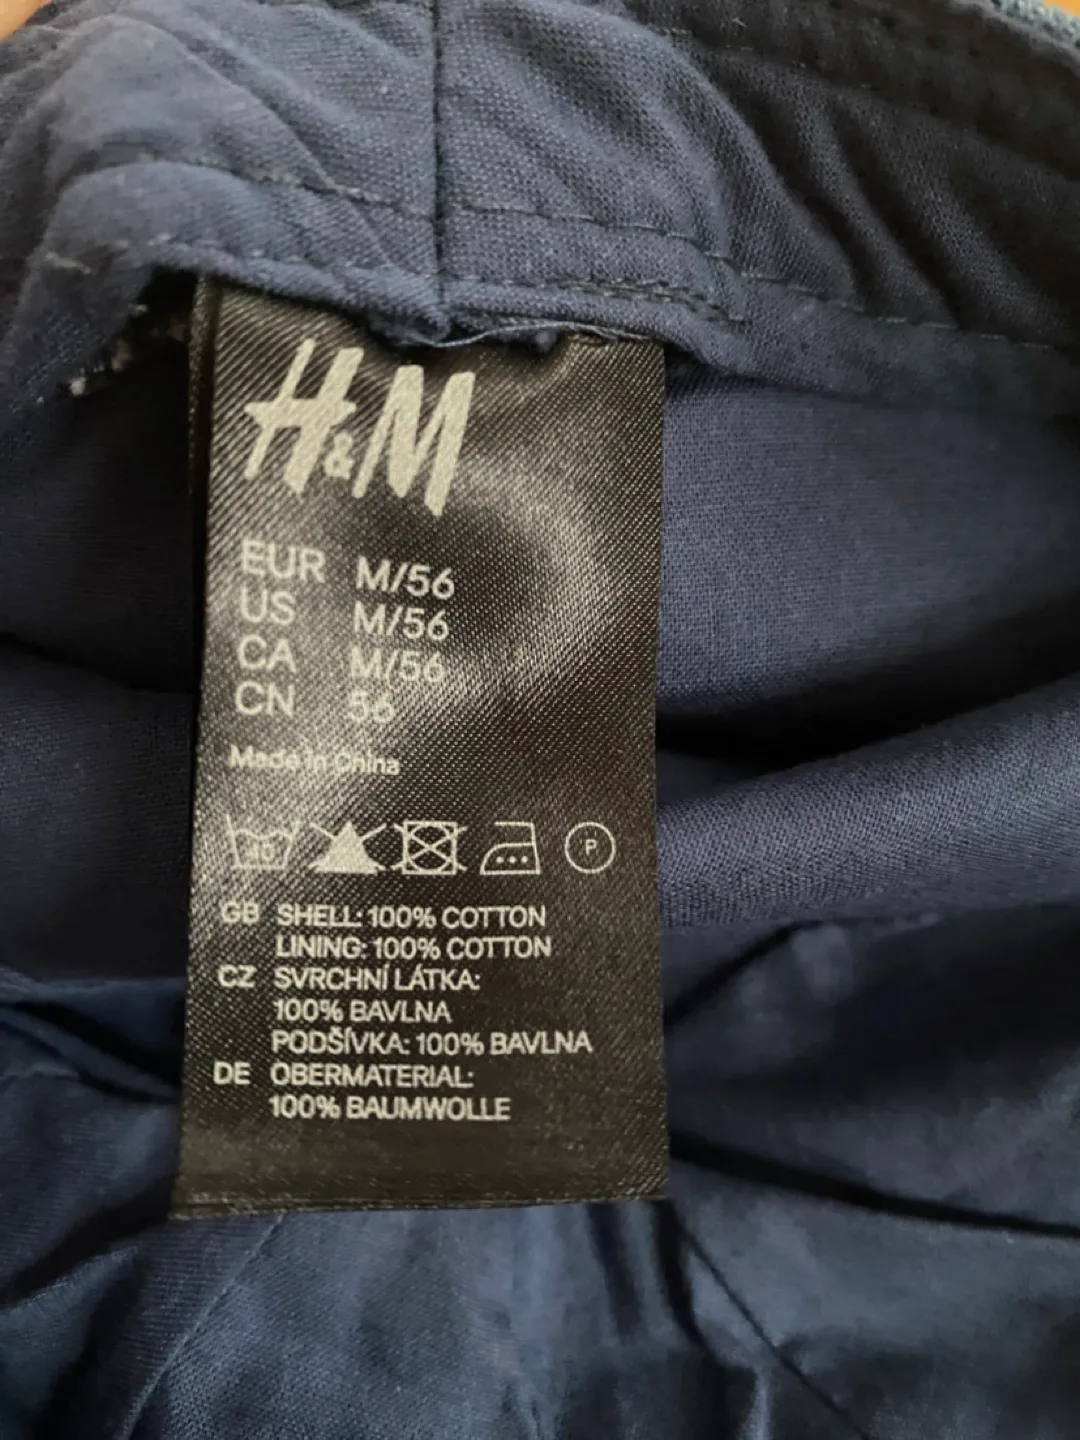 H&M
EUR M/56
US M/56
CA M/56
CN 56
Made in China
P
GB SHELL: 100% COTTON
LINING: 100% COTTON
CZ SVRCHNÍ LÁTKA:
100% BAVLNA
PODŠÍVKA: 100% BAVLNA
DE OBERMATERIAL:
100% BAUMWOLLE